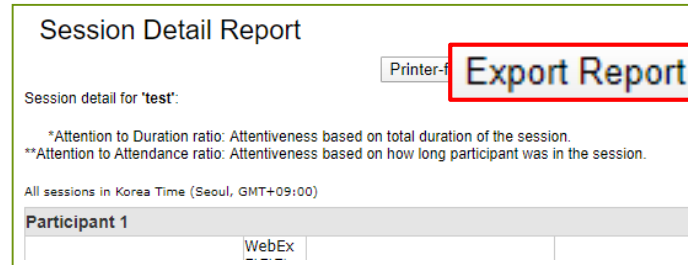 Session Detail Report
Printer-f
Export Report
Session detail for 'test':
*Attention to Duration ratio: Attentiveness based on total duration of the session.
**Attention to Attendance ratio: Attentiveness based on how long participant was in the session.
All sessions in Korea Time (Seoul, GMT+09:00)
Participant 1
WebEx